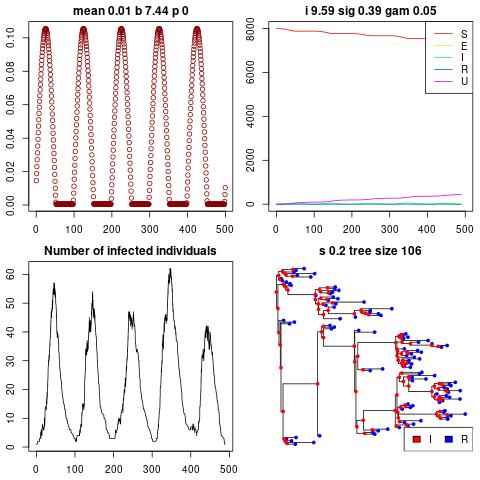 mean 0.01 b 7.44 p 0
0.10
0.08
0.06
0.04
0.02
0.00
0 100 200 300 400 500
i 9.59 sig 0.39 gam 0.05
8000
6000
4000
2000
0
0 100 200 300 400 500
S
E
I
R
U
Number of infected individuals
60
50
40
30
20
10
0
0 100 200 300 400 500
s 0.2 tree size 106
I R